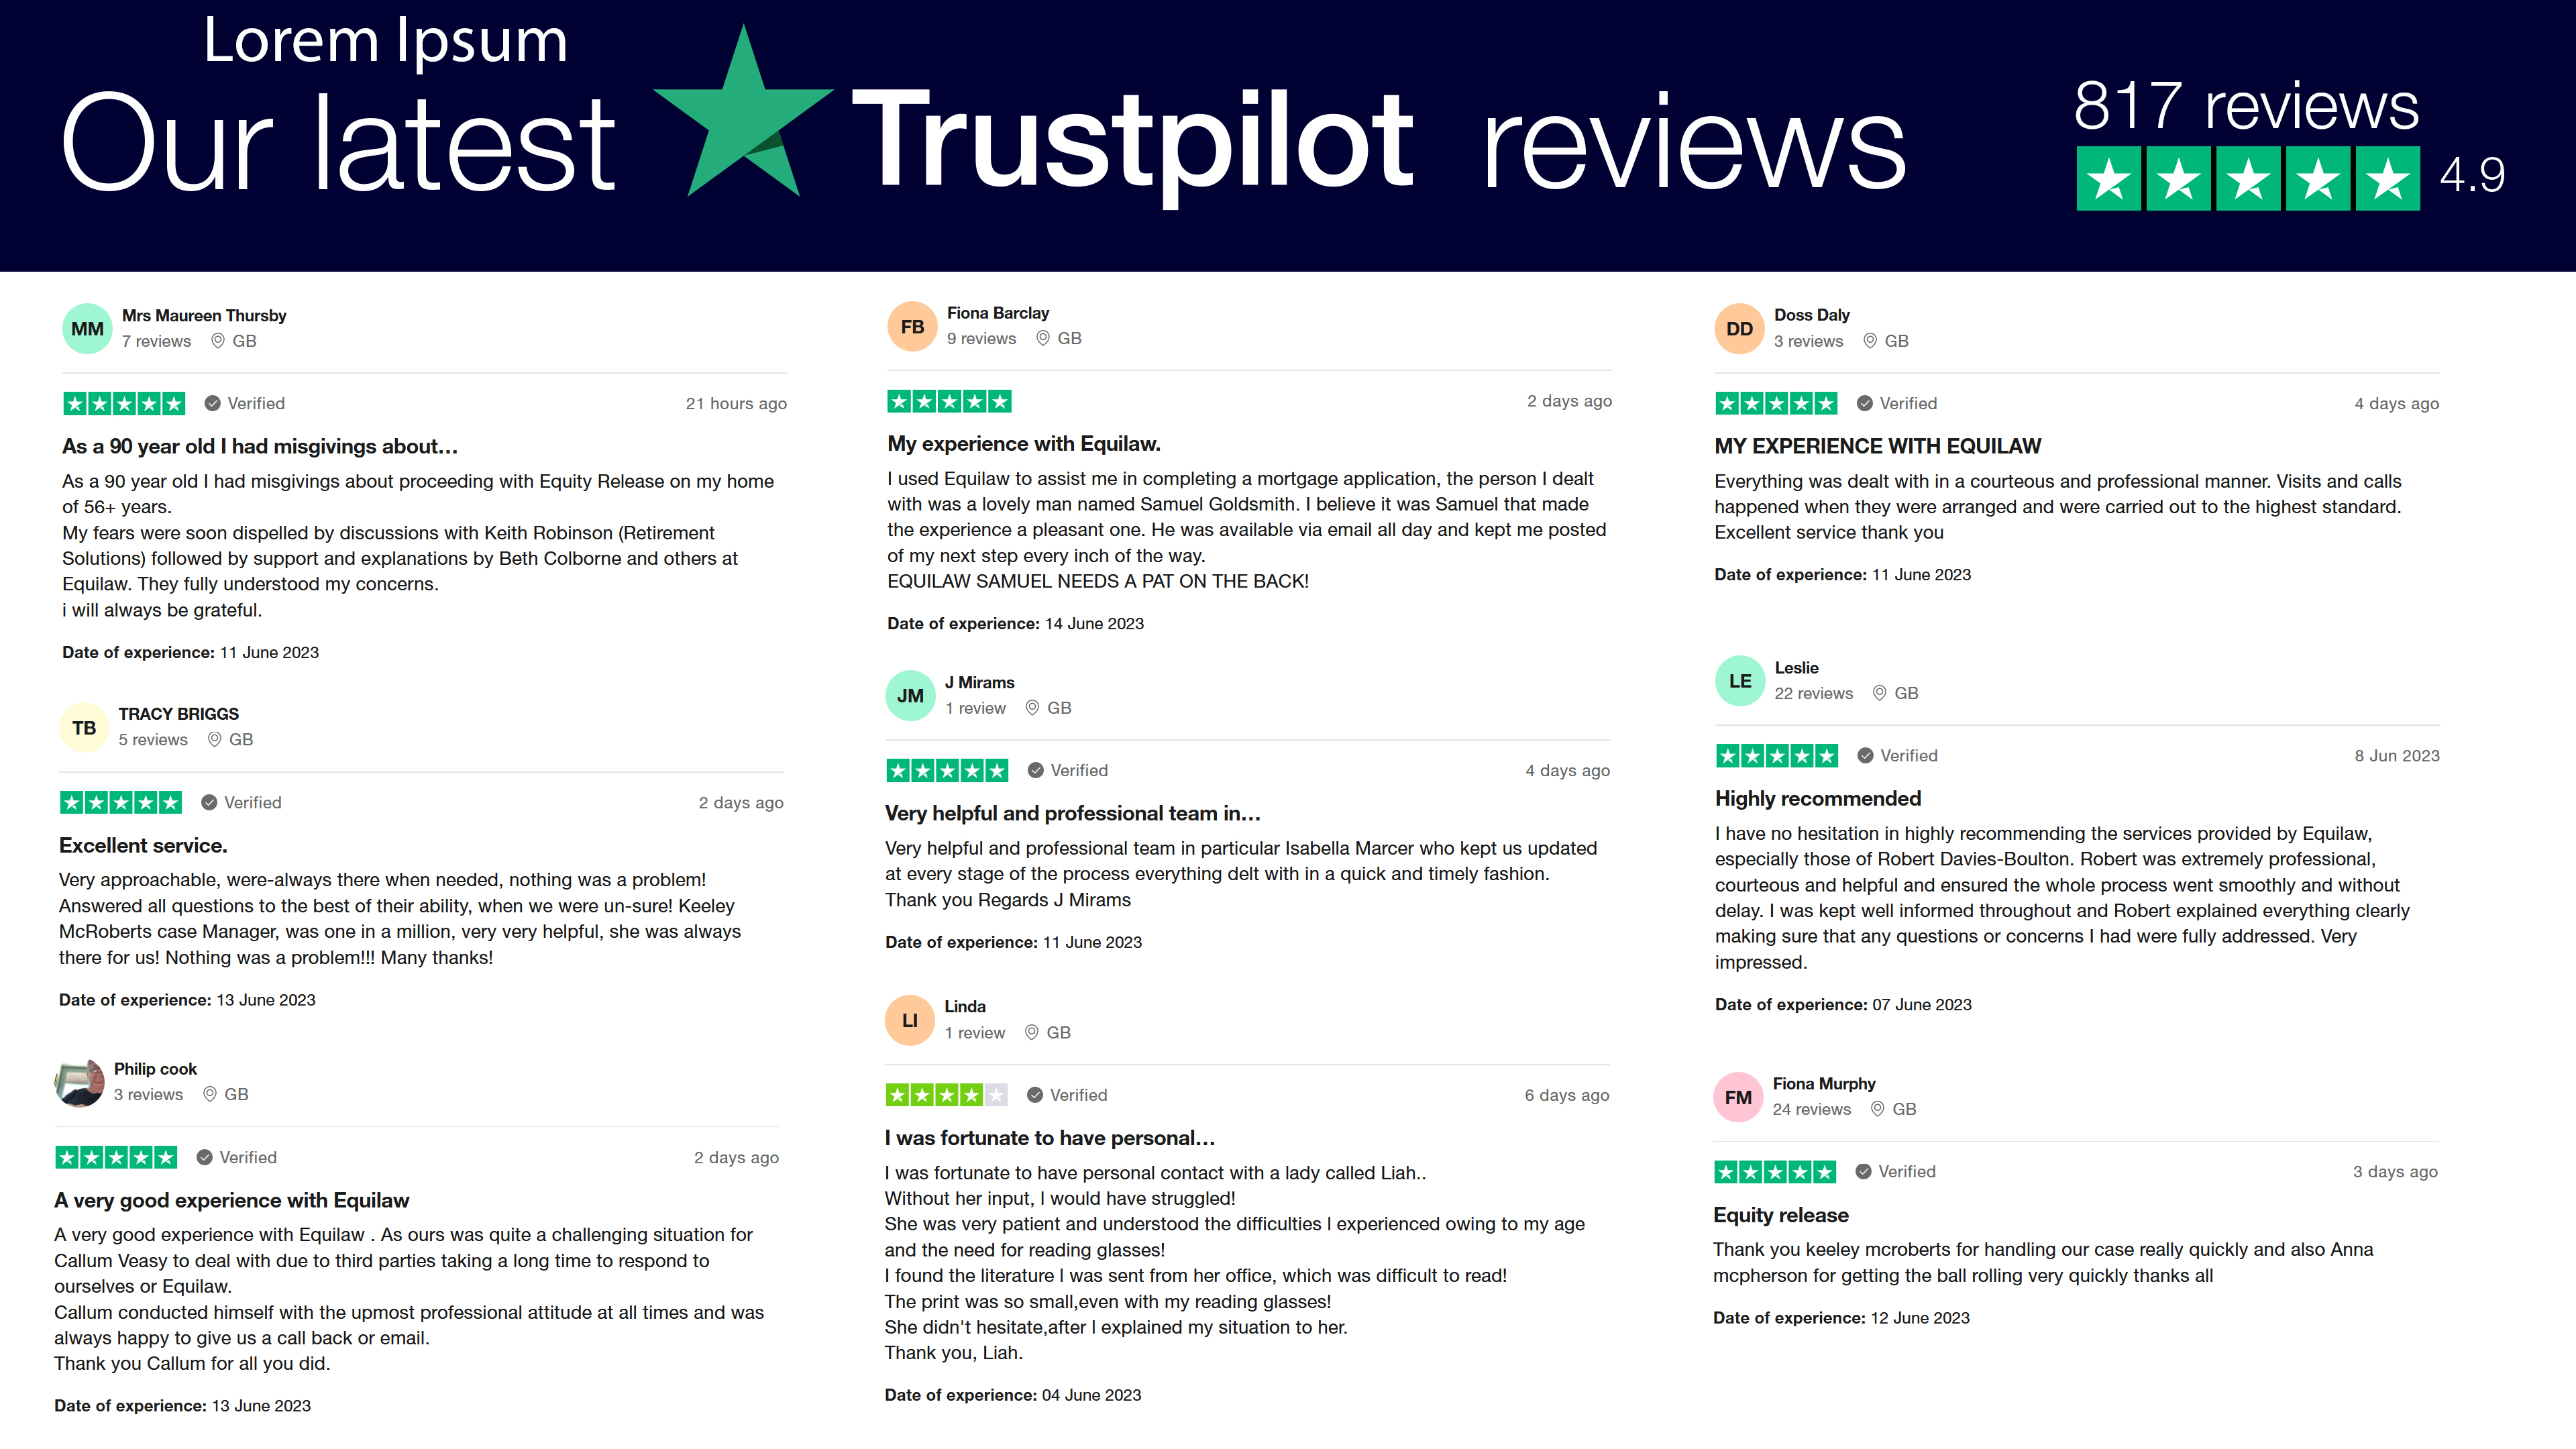 Lorem Ipsum
Our latest Trustpilot reviews
817 reviews
4.9
MM Mrs Maureen Thursby
7 reviews GB
Verified 21 hours ago
As a 90 year old I had misgivings about…
As a 90 year old I had misgivings about proceeding with Equity Release on my home
of 56+ years.
My fears were soon dispelled by discussions with Keith Robinson (Retirement
Solutions) followed by support and explanations by Beth Colborne and others at
Equilaw. They fully understood my concerns.
i will always be grateful.
Date of experience: 11 June 2023
TB TRACY BRIGGS
5 reviews GB
Verified 2 days ago
Excellent service.
Very approachable, were-always there when needed, nothing was a problem!
Answered all questions to the best of their ability, when we were un-sure! Keeley
McRoberts case Manager, was one in a million, very very helpful, she was always
there for us! Nothing was a problem!!! Many thanks!
Date of experience: 13 June 2023
Philip cook
3 reviews GB
Verified 2 days ago
A very good experience with Equilaw
A very good experience with Equilaw . As ours was quite a challenging situation for
Callum Veasy to deal with due to third parties taking a long time to respond to
ourselves or Equilaw.
Callum conducted himself with the upmost professional attitude at all times and was
always happy to give us a call back or email.
Thank you Callum for all you did.
Date of experience: 13 June 2023
FB Fiona Barclay
9 reviews GB
2 days ago
My experience with Equilaw.
I used Equilaw to assist me in completing a mortgage application, the person I dealt
with was a lovely man named Samuel Goldsmith. I believe it was Samuel that made
the experience a pleasant one. He was available via email all day and kept me posted
of my next step every inch of the way.
EQUILAW SAMUEL NEEDS A PAT ON THE BACK!
Date of experience: 14 June 2023
JM J Mirams
1 review GB
Verified 4 days ago
Very helpful and professional team in…
Very helpful and professional team in particular Isabella Marcer who kept us updated
at every stage of the process everything delt with in a quick and timely fashion.
Thank you Regards J Mirams
Date of experience: 11 June 2023
LI Linda
1 review GB
Verified 6 days ago
I was fortunate to have personal…
I was fortunate to have personal contact with a lady called Liah..
Without her input, I would have struggled!
She was very patient and understood the difficulties I experienced owing to my age
and the need for reading glasses!
I found the literature I was sent from her office, which was difficult to read!
The print was so small,even with my reading glasses!
She didn't hesitate,after I explained my situation to her.
Thank you, Liah.
Date of experience: 04 June 2023
DD Doss Daly
3 reviews GB
Verified 4 days ago
MY EXPERIENCE WITH EQUILAW
Everything was dealt with in a courteous and professional manner. Visits and calls
happened when they were arranged and were carried out to the highest standard.
Excellent service thank you
Date of experience: 11 June 2023
LE Leslie
22 reviews GB
Verified 8 Jun 2023
Highly recommended
I have no hesitation in highly recommending the services provided by Equilaw,
especially those of Robert Davies-Boulton. Robert was extremely professional,
courteous and helpful and ensured the whole process went smoothly and without
delay. I was kept well informed throughout and Robert explained everything clearly
making sure that any questions or concerns I had were fully addressed. Very
impressed.
Date of experience: 07 June 2023
FM Fiona Murphy
24 reviews GB
Verified 3 days ago
Equity release
Thank you keeley mcroberts for handling our case really quickly and also Anna
mcpherson for getting the ball rolling very quickly thanks all
Date of experience: 12 June 2023